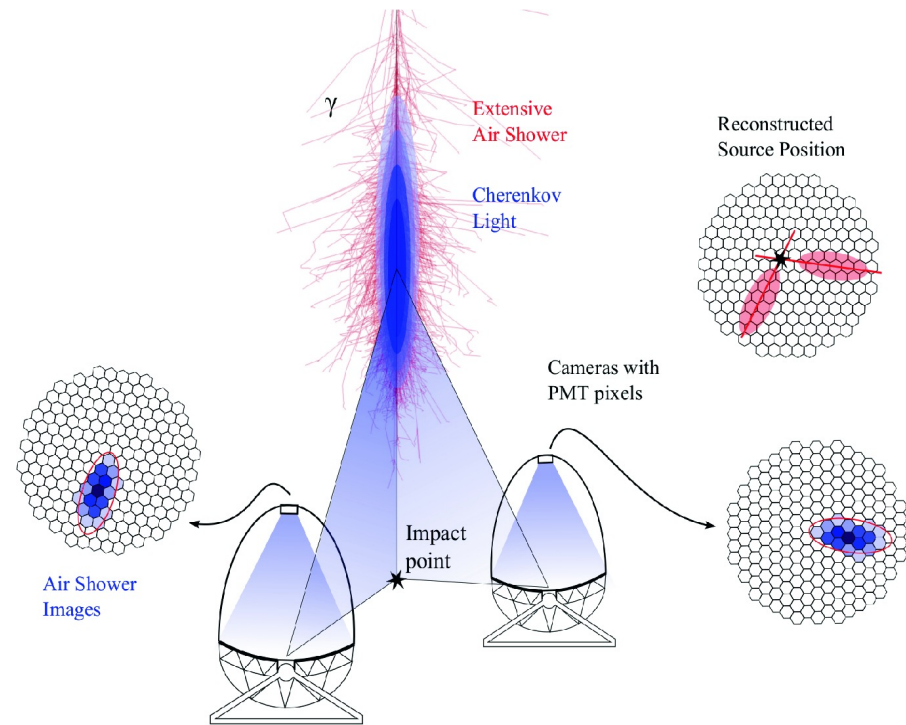 γ
Extensive
Air Shower
Cherenkov
Light
Reconstructed
Source Position
Cameras with
PMT pixels
Impact
point
Air Shower
Images